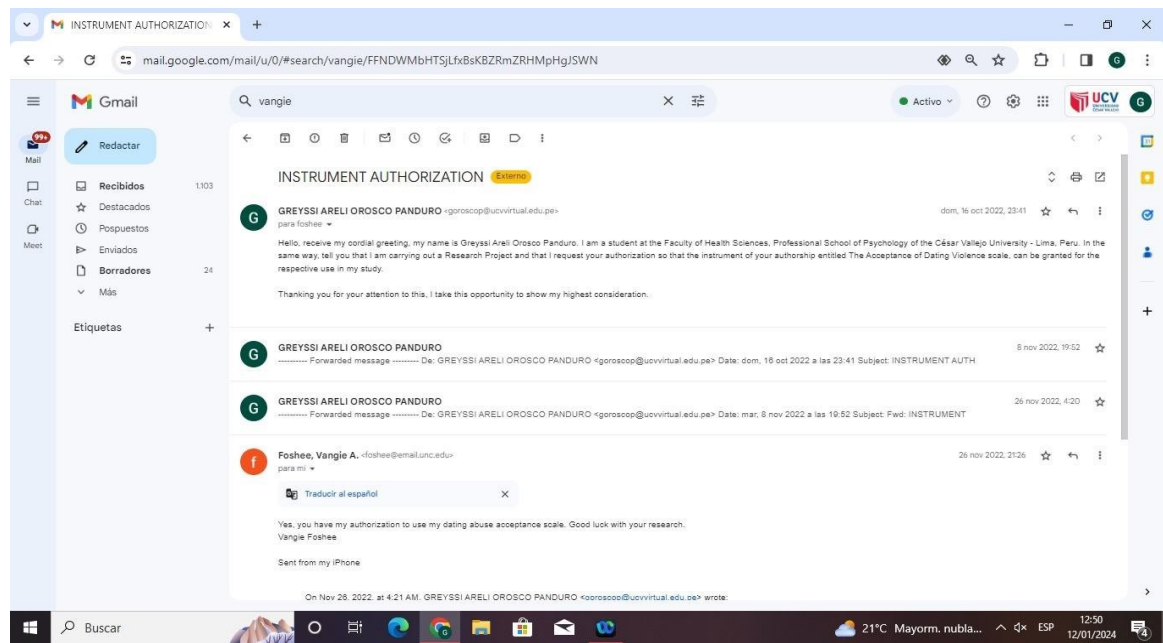 INSTRUMENT AUTHORIZATION
mail.google.com/mail/u/0/#search/vangie/FFNDWMbHTSjLfxBsKBZRmZRHMpHgJSWN
G
Gmail
vangie
Activo
UCV
UNIVERSIDAD
CÉSAR VALLEJO
G
99+
Mail
Chat
Meet
Redactar
Recibidos 1,103
Destacados
Pospuestos
Enviados
Borradores 24
Más
Etiquetas
INSTRUMENT AUTHORIZATION Externo
G
GREYSSI ARELI OROSCO PANDURO <goroscop@ucvvirtual.edu.pe> dom, 16 oct 2022, 23:41
para foshee
Hello, receive my cordial greeting, my name is Greyssi Areli Orosco Panduro. I am a student at the Faculty of Health Sciences, Professional School of Psychology of the César Vallejo University - Lima, Peru. In the
same way, tell you that I am carrying out a Research Project and that I request your authorization so that the instrument of your authorship entitled The Acceptance of Dating Violence scale, can be granted for the
respective use in my study.
Thanking you for your attention to this, I take this opportunity to show my highest consideration.
G
GREYSSI ARELI OROSCO PANDURO 8 nov 2022, 19:52
---------- Forwarded message --------- De: GREYSSI ARELI OROSCO PANDURO <goroscop@ucvvirtual.edu.pe> Date: dom, 16 oct 2022 a las 23:41 Subject: INSTRUMENT AUTH
G
GREYSSI ARELI OROSCO PANDURO 26 nov 2022, 4:20
---------- Forwarded message --------- De: GREYSSI ARELI OROSCO PANDURO <goroscop@ucvvirtual.edu.pe> Date: mar, 8 nov 2022 a las 19:52 Subject: Fwd: INSTRUMENT
f
Foshee, Vangie A. <foshee@email.unc.edu> 26 nov 2022, 21:26
para mi
Traducir al español
Yes, you have my authorization to use my dating abuse acceptance scale. Good luck with your research.
Vangie Foshee
Sent from my iPhone
On Nov 26, 2022, at 4:21 AM, GREYSSI ARELI OROSCO PANDURO <goroscop@ucvvirtual.edu.pe> wrote:
Buscar
21°C Mayorm. nubla...
ESP
12:50
12/01/2024
4